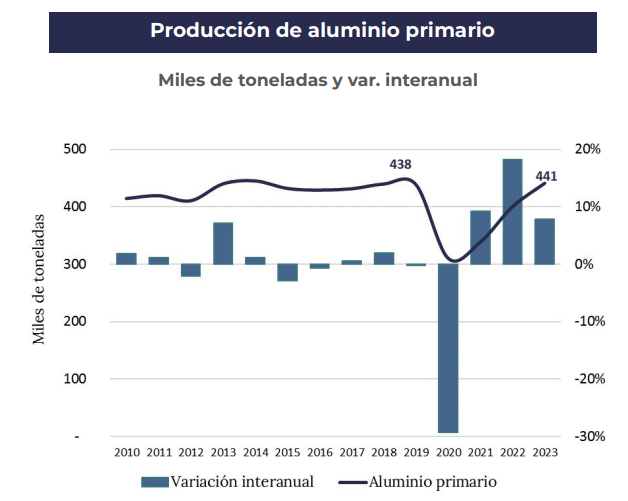 Producción de aluminio primario
Miles de toneladas y var. interanual
500
400
300
200
100
-
Miles de toneladas
438
441
20%
10%
0%
-10%
-20%
-30%
2010 2011 2012 2013 2014 2015 2016 2017 2018 2019 2020 2021 2022 2023
Variación interanual Aluminio primario